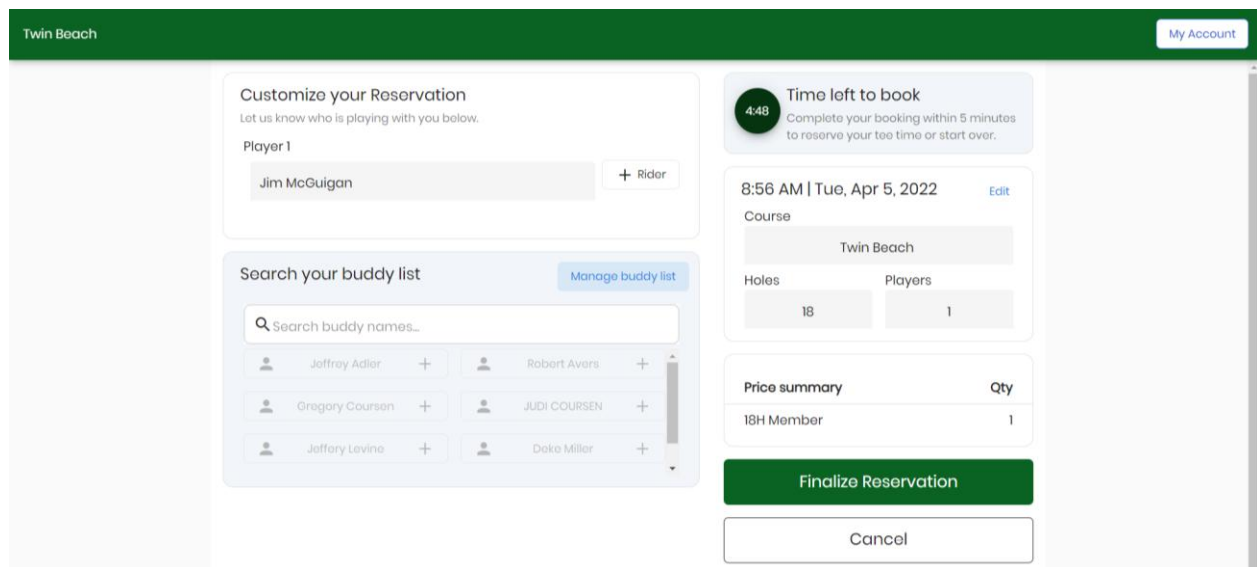 Twin Beach
My Account
Customize your Reservation
Let us know who is playing with you below.
Player 1
Jim McGuigan
+ Rider
Search your buddy list
Manage buddy list
Search buddy names...
Jeffrey Adler +
Robert Avers +
Gregory Coursen +
JUDI COURSEN +
Jeffery Levine +
Deke Miller +
4:48
Time left to book
Complete your booking within 5 minutes
to reserve your tee time or start over.
8:56 AM | Tue, Apr 5, 2022
Edit
Course
Twin Beach
Holes
Players
18
1
Price summary
Qty
18H Member
1
Finalize Reservation
Cancel